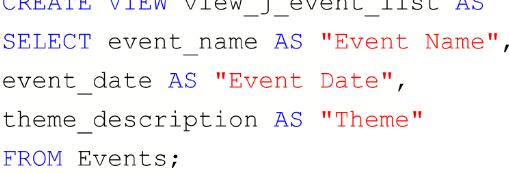 CREATE VIEW view_j_event_list AS
SELECT event_name AS "Event Name",
event_date AS "Event Date",
theme_description AS "Theme"
FROM Events;